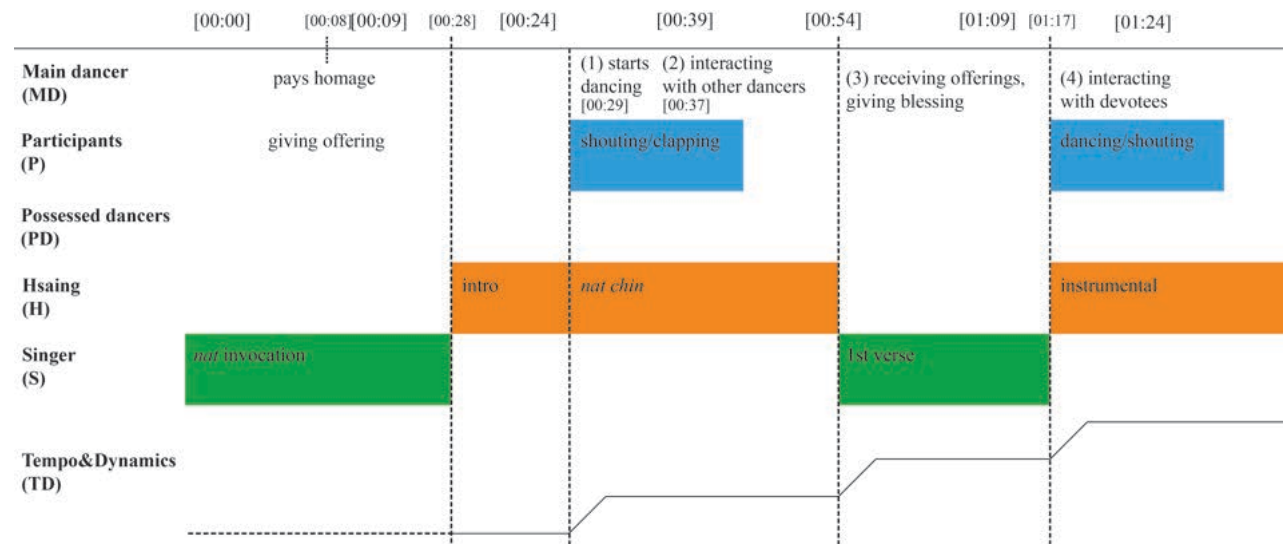 [00:00] [00:08] [00:09] [00:28] [00:24] [00:39] [00:54] [01:09] [01:17] [01:24]
Main dancer
(MD)
pays homage
(1) starts
dancing
[00:29]
(2) interacting
with other dancers
[00:37]
(3) receiving offerings,
giving blessing
(4) interacting
with devotees
Participants
(P)
giving offering
shouting/clapping
dancing/shouting
Possessed dancers
(PD)
Hsaing
(H)
intro
nat chin
instrumental
Singer
(S)
nat invocation
1st verse
Tempo&Dynamics
(TD)